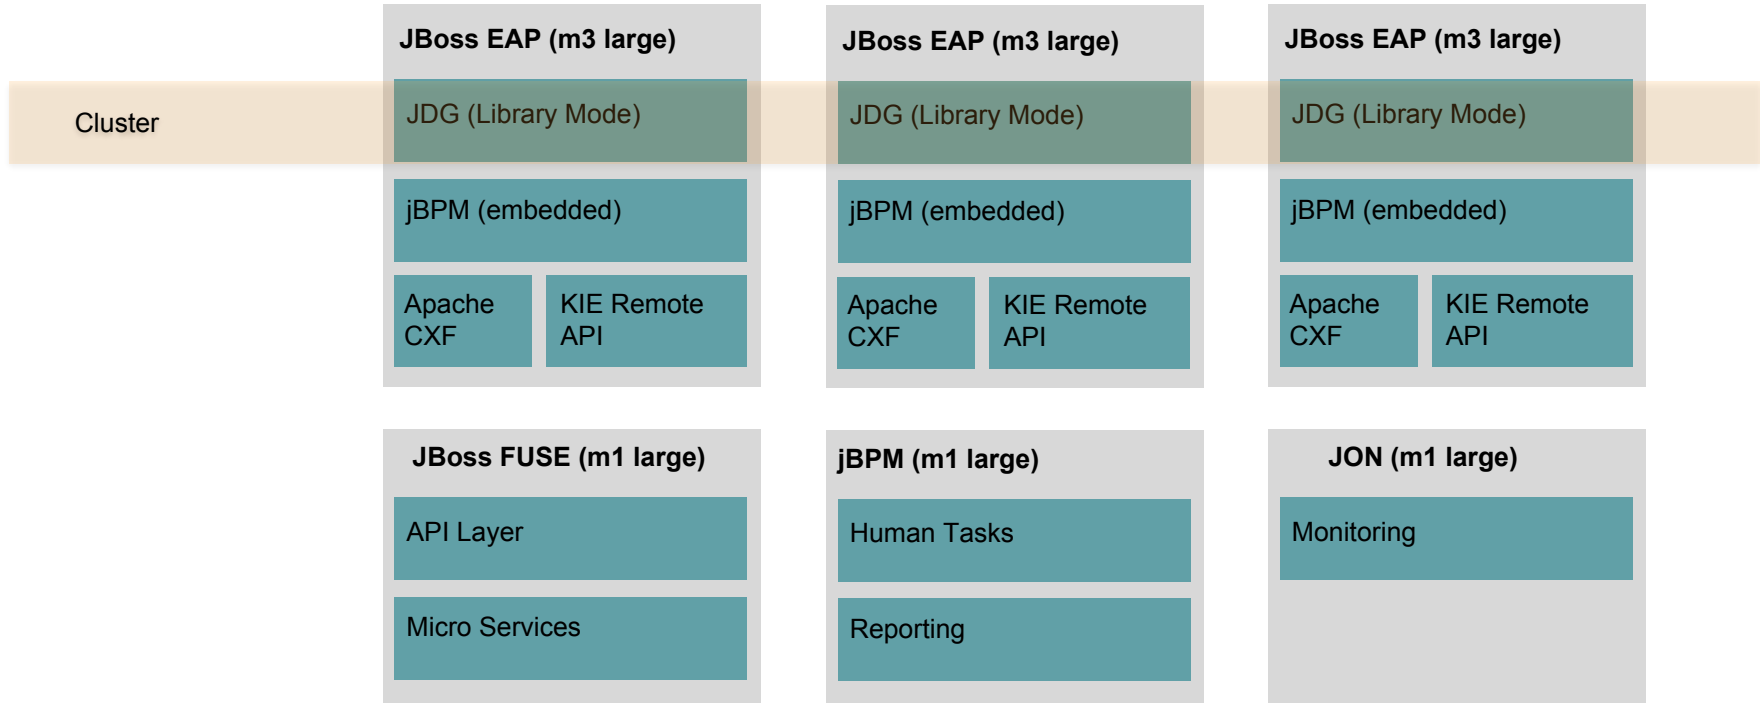 JBoss EAP (m3 large)
JBoss EAP (m3 large)
JBoss EAP (m3 large)
Cluster
JDG (Library Mode)
JDG (Library Mode)
JDG (Library Mode)
jBPM (embedded)
jBPM (embedded)
jBPM (embedded)
Apache
CXF
KIE Remote
API
Apache
CXF
KIE Remote
API
Apache
CXF
KIE Remote
API
JBoss FUSE (m1 large)
jBPM (m1 large)
JON (m1 large)
API Layer
Human Tasks
Monitoring
Micro Services
Reporting